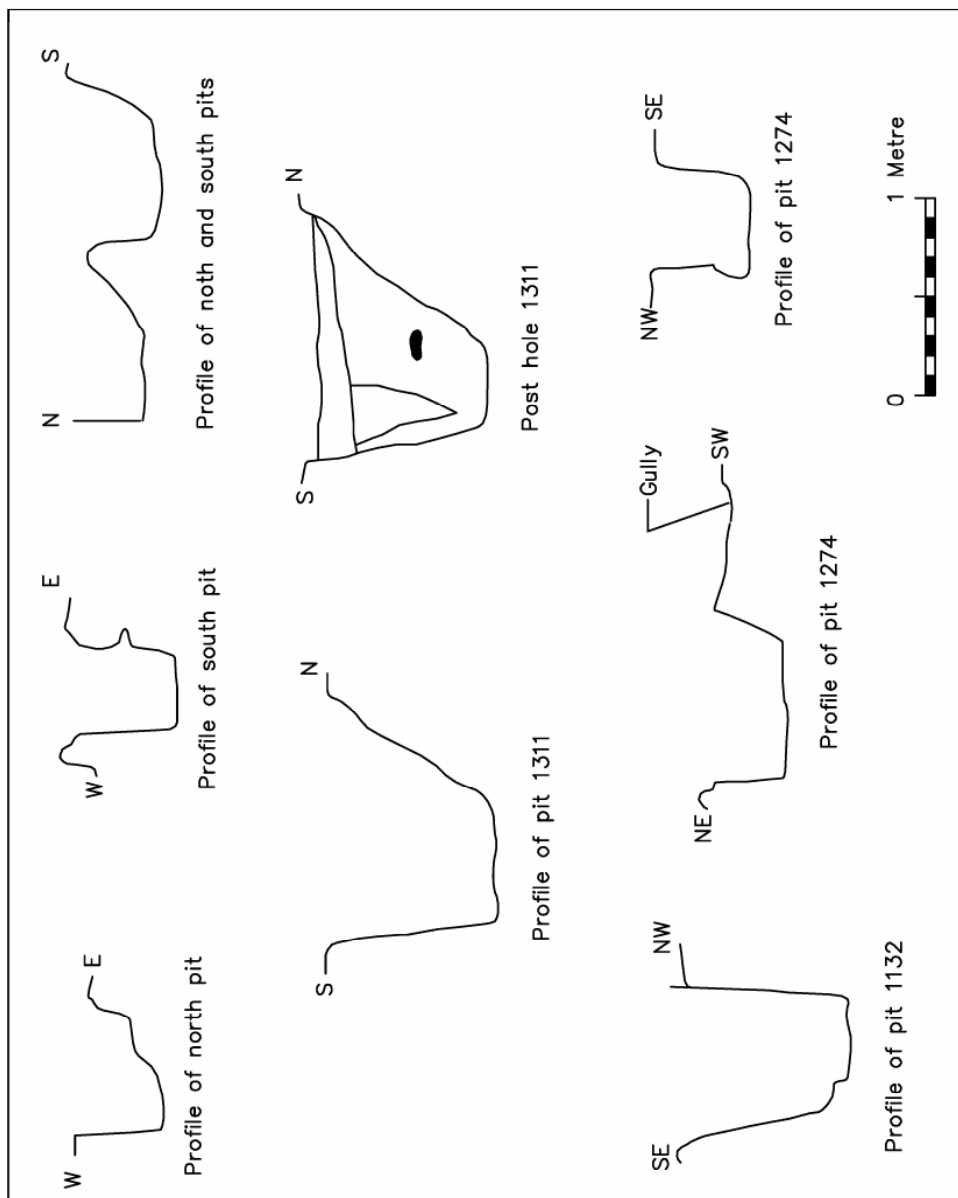 W
E
Profile of north pit
W
E
Profile of south pit
N
S
Profile of noth and south pits
S
N
Profile of pit 1311
S
N
Post hole 1311
SE
NW
Profile of pit 1132
NE
Gully
SW
Profile of pit 1274
NW
SE
Profile of pit 1274
0
1 Metre